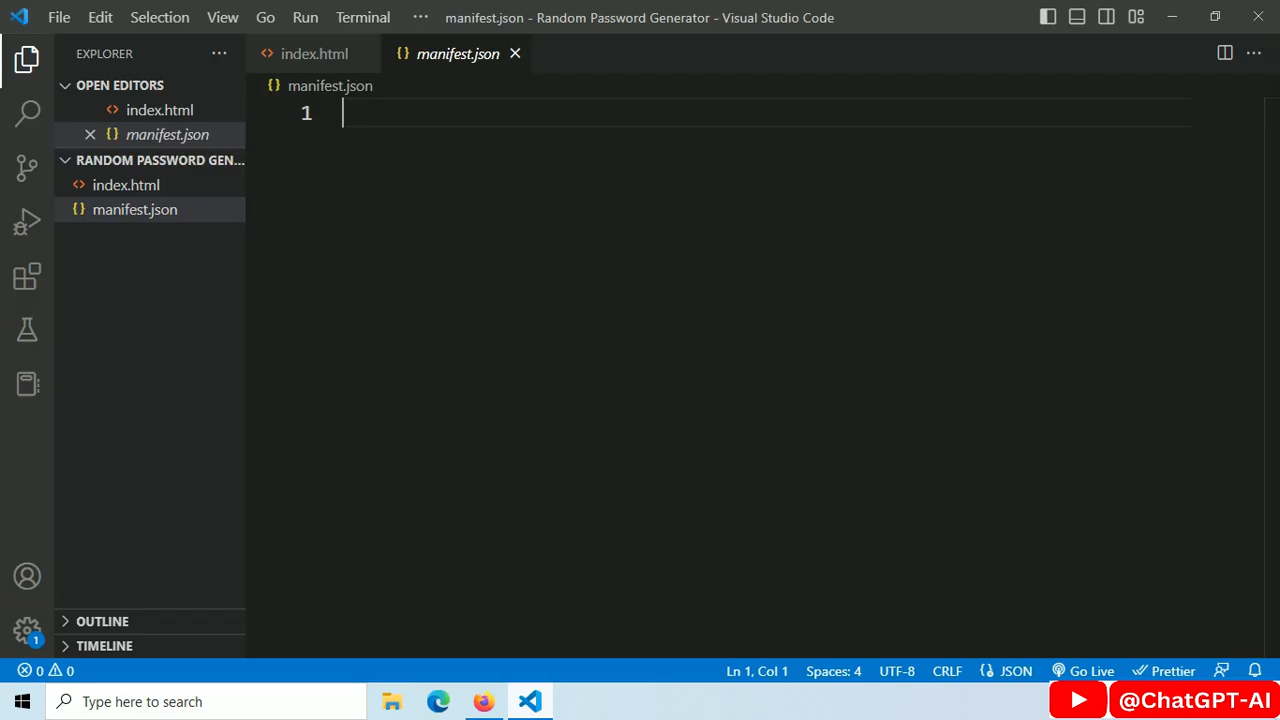 File Edit Selection View Go Run Terminal ··· manifest.json - Random Password Generator - Visual Studio Code
EXPLORER ···
index.html manifest.json ···
OPEN EDITORS
index.html
manifest.json
RANDOM PASSWORD GEN...
index.html
manifest.json
manifest.json
1
OUTLINE
TIMELINE
1
0 0 Ln 1, Col 1 Spaces: 4 UTF-8 CRLF JSON Go Live Prettier
Type here to search
@ChatGPT-AI